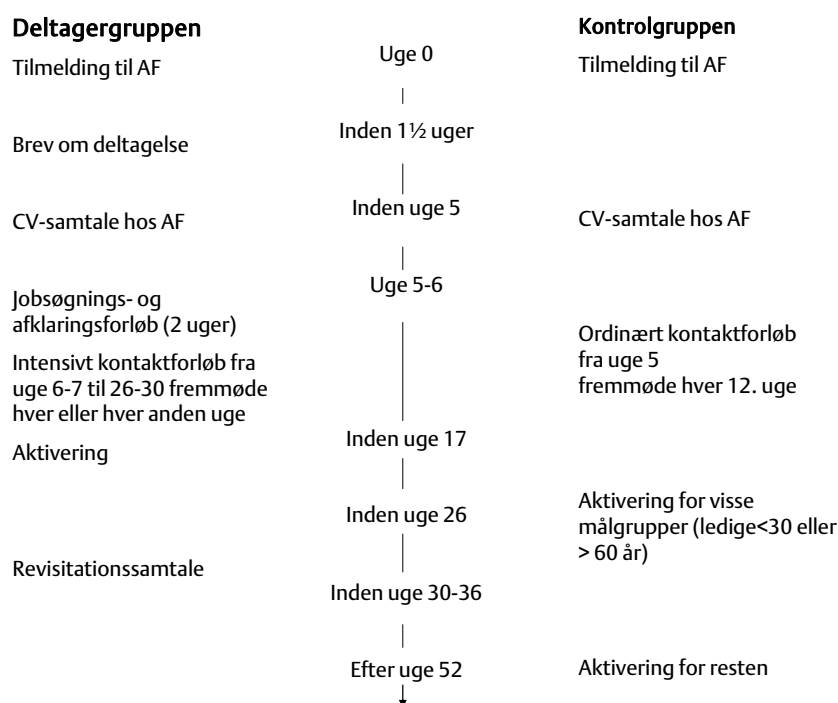 Deltagergruppen
Kontrolgruppen
Tilmelding til AF
Uge 0
Tilmelding til AF
Brev om deltagelse
Inden 1½ uger
CV-samtale hos AF
Inden uge 5
CV-samtale hos AF
Uge 5-6
Jobsøgnings- og
afklaringsforløb (2 uger)
Intensivt kontaktforløb fra
uge 6-7 til 26-30 fremmøde
hver eller hver anden uge
Ordinært kontaktforløb
fra uge 5
fremmøde hver 12. uge
Aktivering
Inden uge 17
Inden uge 26
Aktivering for visse
målgrupper (ledige<30 eller
> 60 år)
Revisitationssamtale
Inden uge 30-36
Efter uge 52
Aktivering for resten